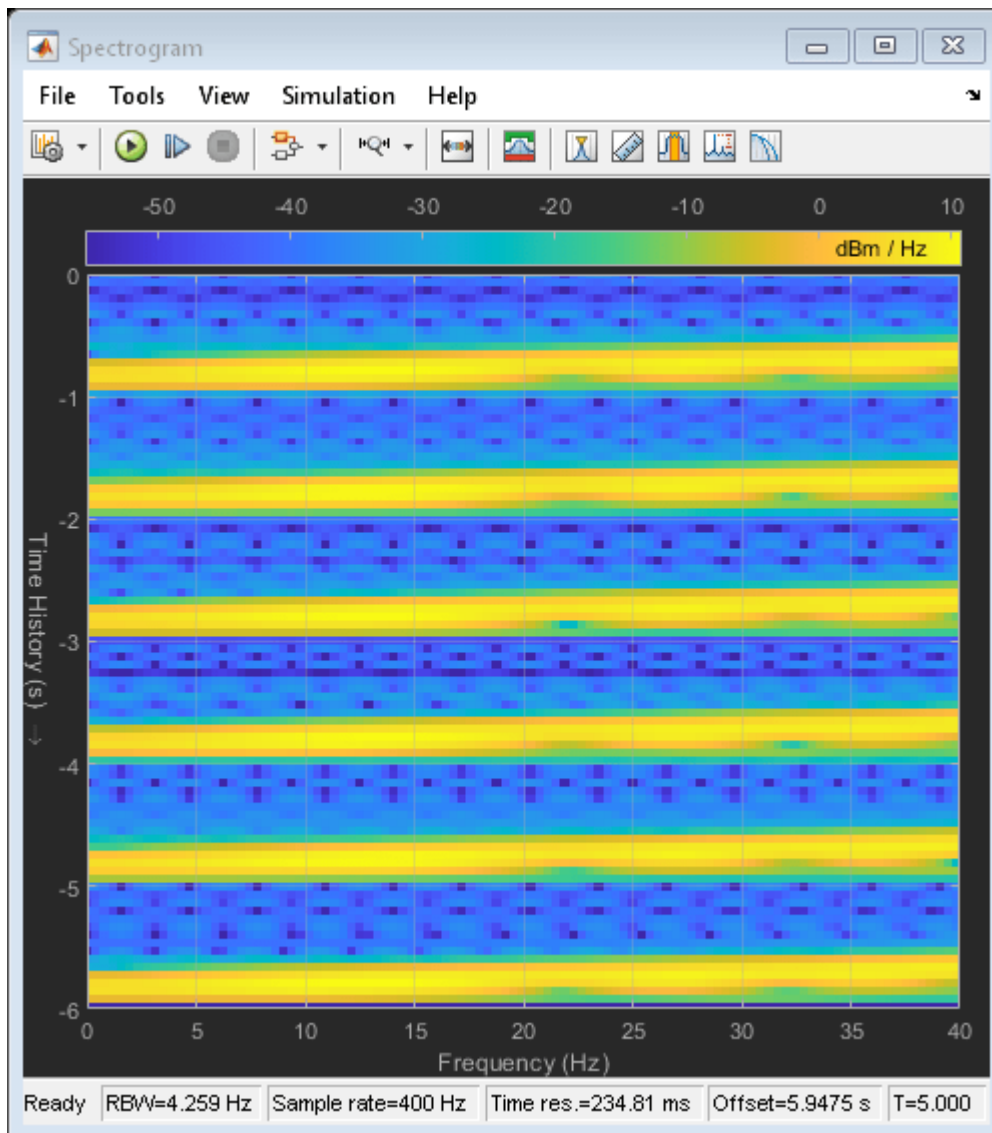 Spectrogram
File Tools View Simulation Help
-50 -40 -30 -20 -10 0 10
dBm / Hz
0
-1
-2
-3
-4
-5
-6
Time History (s) →
0 5 10 15 20 25 30 35 40
Frequency (Hz)
Ready RBW=4.259 Hz Sample rate=400 Hz Time res.=234.81 ms Offset=5.9475 s T=5.000